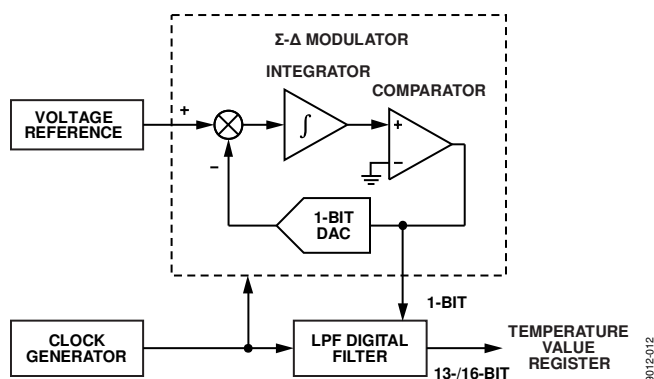 Σ-Δ MODULATOR
INTEGRATOR
COMPARATOR
VOLTAGE
REFERENCE
+
−
∫
+
−
1-BIT
DAC
1-BIT
CLOCK
GENERATOR
LPF DIGITAL
FILTER
13-/16-BIT
TEMPERATURE
VALUE
REGISTER